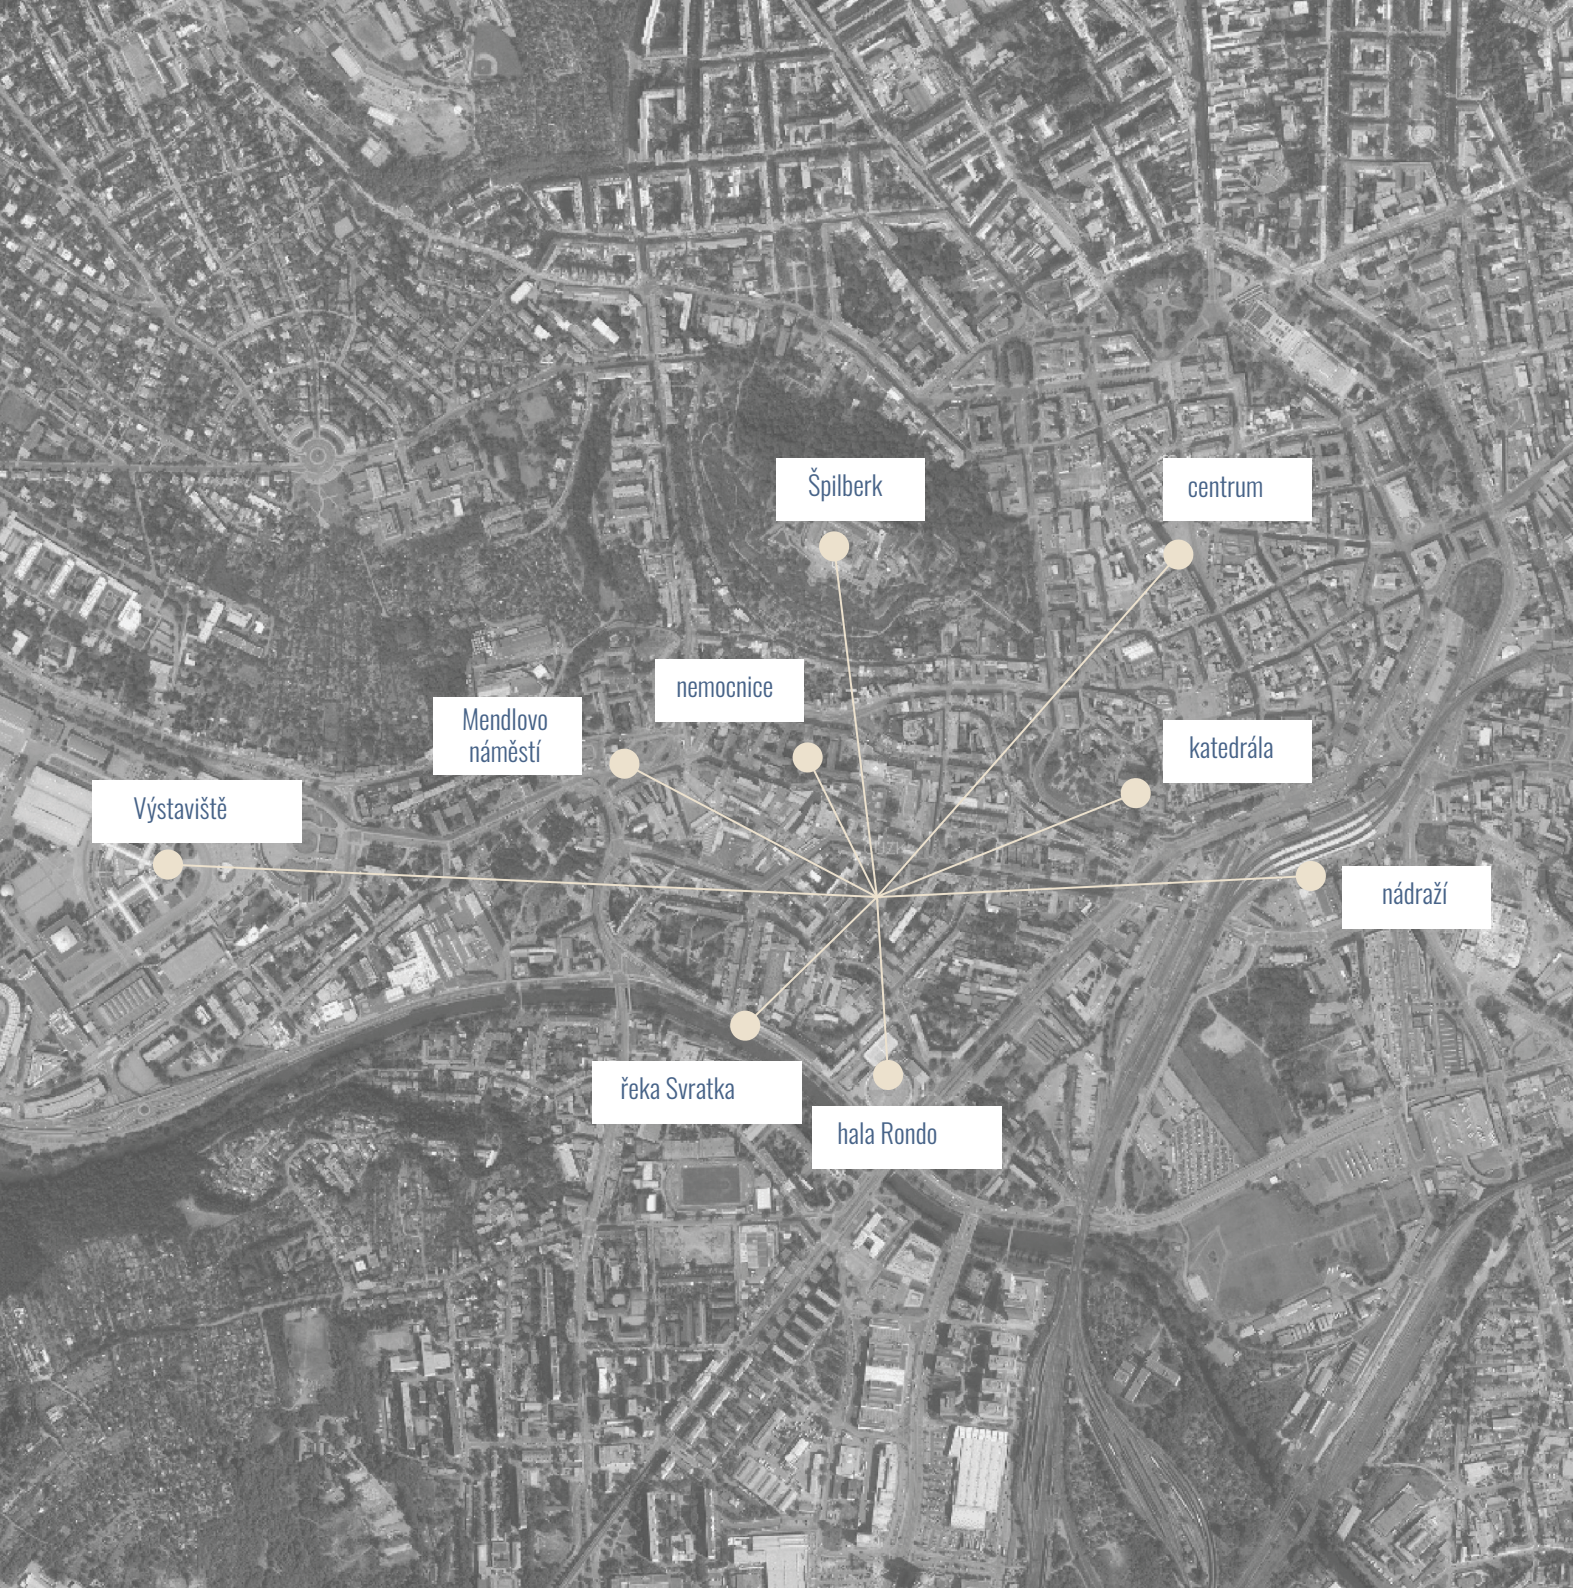 Špilberk
centrum
nemocnice
Mendlovo
náměstí
katedrála
Výstaviště
nádraží
řeka Svratka
hala Rondo